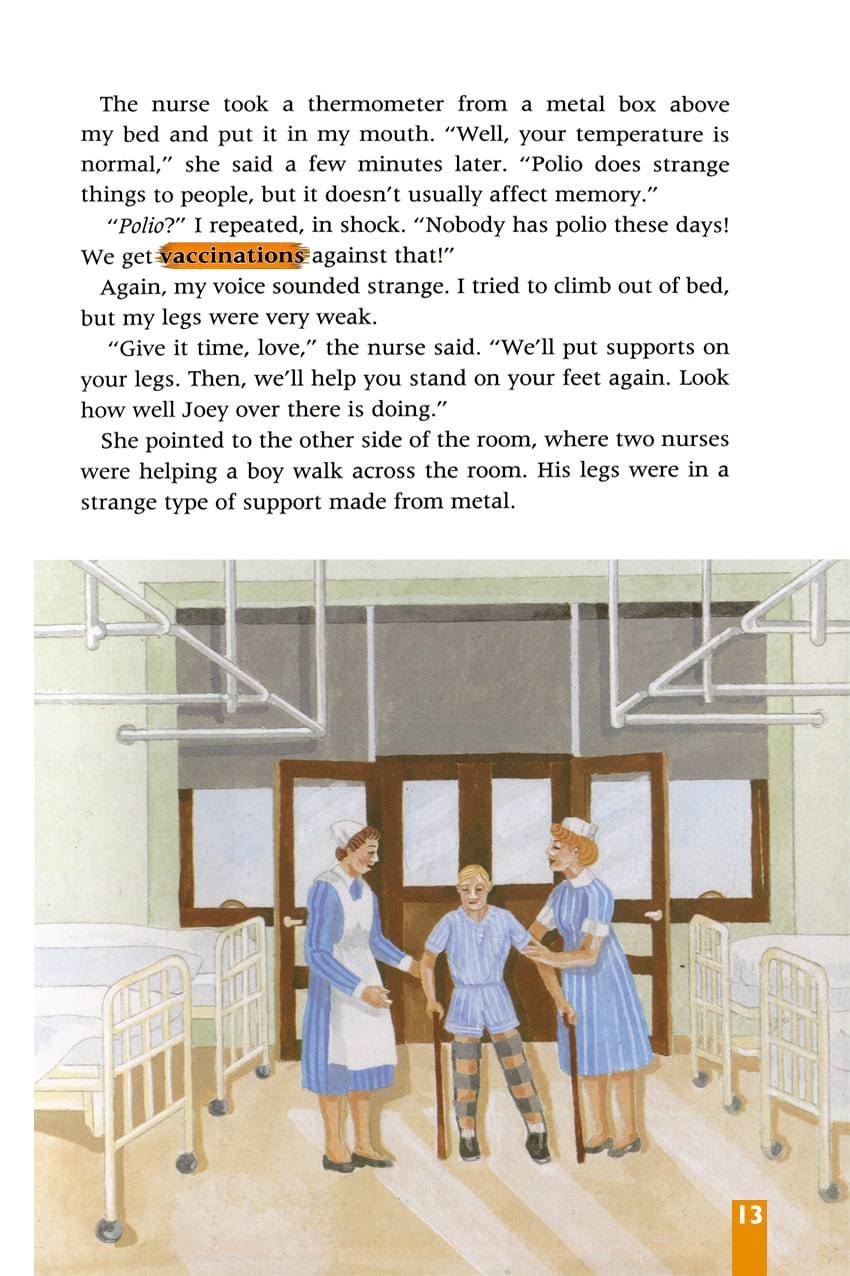 The nurse took a thermometer from a metal box above
my bed and put it in my mouth. “Well, your temperature is
normal,” she said a few minutes later. “Polio does strange
things to people, but it doesn’t usually affect memory.”
“Polio?” I repeated, in shock. “Nobody has polio these days!
We get vaccinations against that!”
Again, my voice sounded strange. I tried to climb out of bed,
but my legs were very weak.
“Give it time, love,” the nurse said. “We’ll put supports on
your legs. Then, we’ll help you stand on your feet again. Look
how well Joey over there is doing.”
She pointed to the other side of the room, where two nurses
were helping a boy walk across the room. His legs were in a
strange type of support made from metal.
13